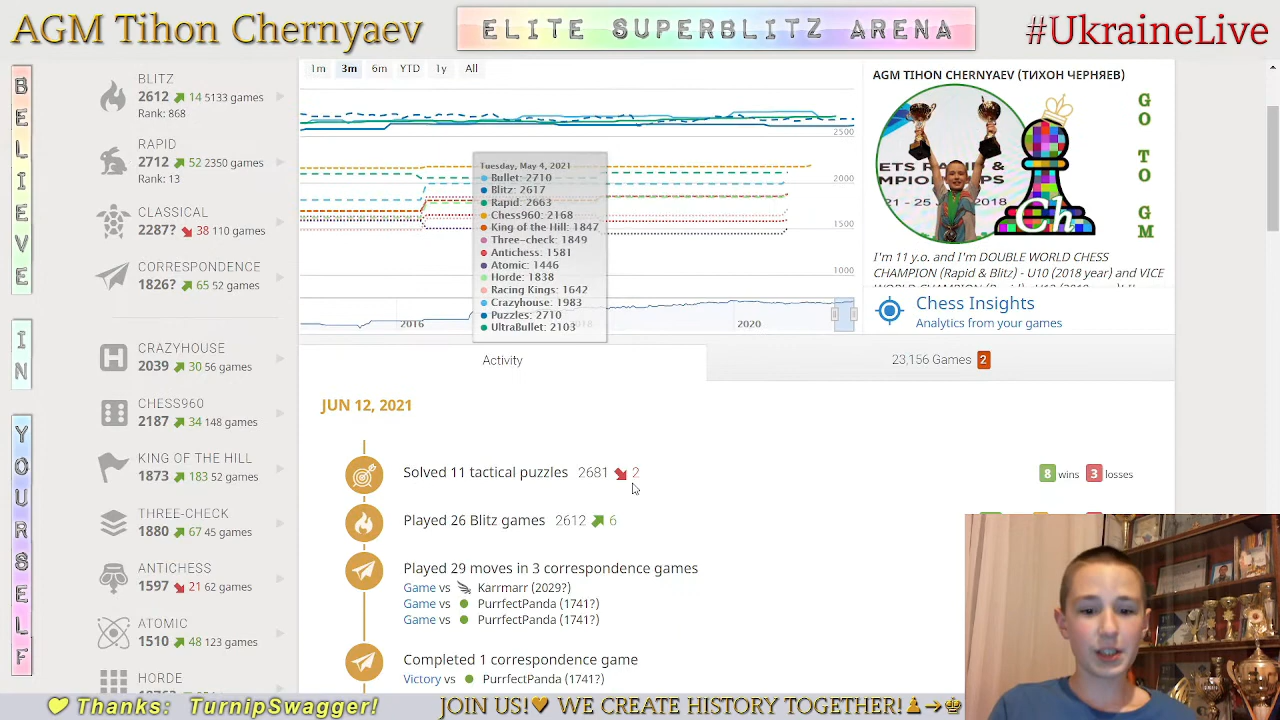 AGM Tihon Chernyaev
ELITE SUPERBLITZ ARENA
#UkraineLive
BELIEVE
IN
YOURSELF
BLITZ
2612 14 5133 games
Rank: 868
RAPID
2712 52 2350 games
Rank: 13
CLASSICAL
2287? 38 110 games
CORRESPONDENCE
1826? 65 52 games
CRAZYHOUSE
2039 30 56 games
CHESS960
2187 34 148 games
KING OF THE HILL
1873 183 52 games
THREE-CHECK
1880 67 45 games
ANTICHESS
1597 21 62 games
ATOMIC
1510 48 123 games
HORDE
1m 3m 6m YTD 1y All
2500
2000
1500
1000
Tuesday, May 4, 2021
Bullet: 2710
Blitz: 2617
Rapid: 2663
Chess960: 2168
King of the Hill: 1847
Three-check: 1849
Antichess: 1581
Atomic: 1446
Horde: 1838
Racing Kings: 1642
Crazyhouse: 1983
Puzzles: 2710
UltraBullet: 2103
2016 2018 2020
AGM TIHON CHERNYAEV (ТИХОН ЧЕРНЯЕВ)
GO
TO
GM
ETS RAPID &
MPIONSHIPS
21 - 25 2018
Ch
I'm 11 y.o. and I'm DOUBLE WORLD CHESS
CHAMPION (Rapid & Blitz) - U10 (2018 year) and VICE
Chess Insights
Analytics from your games
Activity
23,156 Games 2
JUN 12, 2021
Solved 11 tactical puzzles 2681 2
8 wins 3 losses
Played 26 Blitz games 2612 6
Played 29 moves in 3 correspondence games
Game vs Karrmarr (2029?)
Game vs PurrfectPanda (1741?)
Game vs PurrfectPanda (1741?)
Completed 1 correspondence game
Victory vs PurrfectPanda (1741?)
Thanks: TurnipSwagger!
JOIN US! WE CREATE HISTORY TOGETHER!